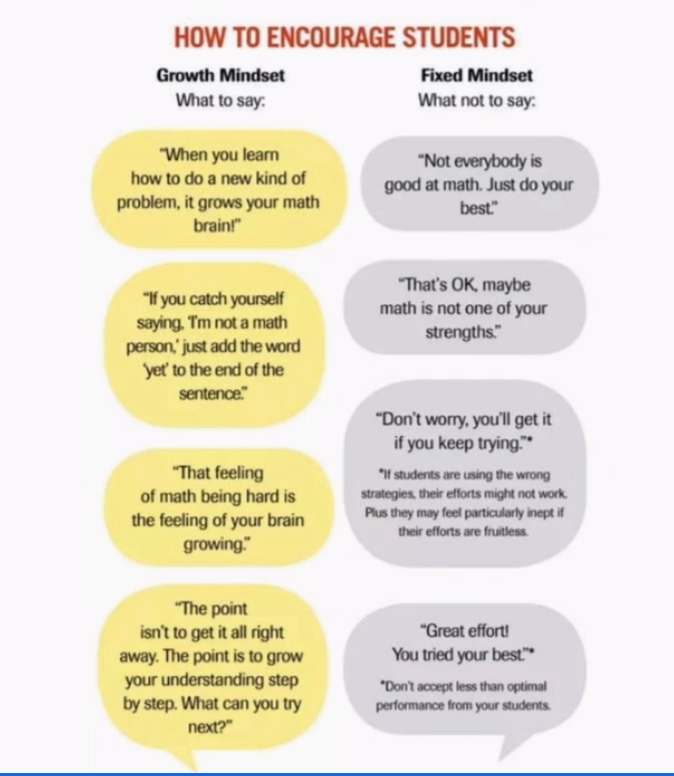 HOW TO ENCOURAGE STUDENTS
Growth Mindset
What to say:
"When you learn
how to do a new kind of
problem, it grows your math
brain!"
"If you catch yourself
saying, 'I'm not a math
person,' just add the word
'yet' to the end of the
sentence."
"That feeling
of math being hard is
the feeling of your brain
growing."
"The point
isn't to get it all right
away. The point is to grow
your understanding step
by step. What can you try
next?"
Fixed Mindset
What not to say:
"Not everybody is
good at math. Just do your
best."
"That's OK, maybe
math is not one of your
strengths."
"Don't worry, you'll get it
if you keep trying."*
*If students are using the wrong
strategies, their efforts might not work.
Plus they may feel particularly inept if
their efforts are fruitless.
"Great effort!
You tried your best."*
*Don't accept less than optimal
performance from your students.